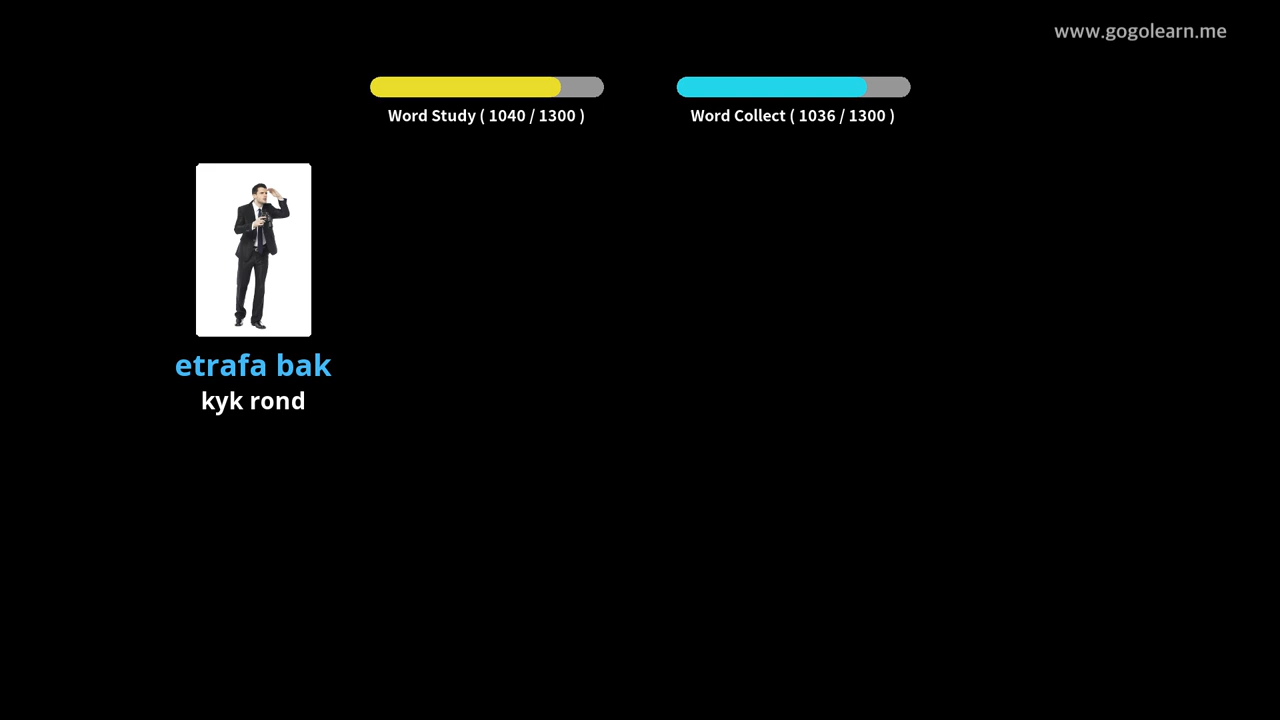 www.gogolearn.me
Word Study ( 1040 / 1300 )
Word Collect ( 1036 / 1300 )
etrafa bak
kyk rond